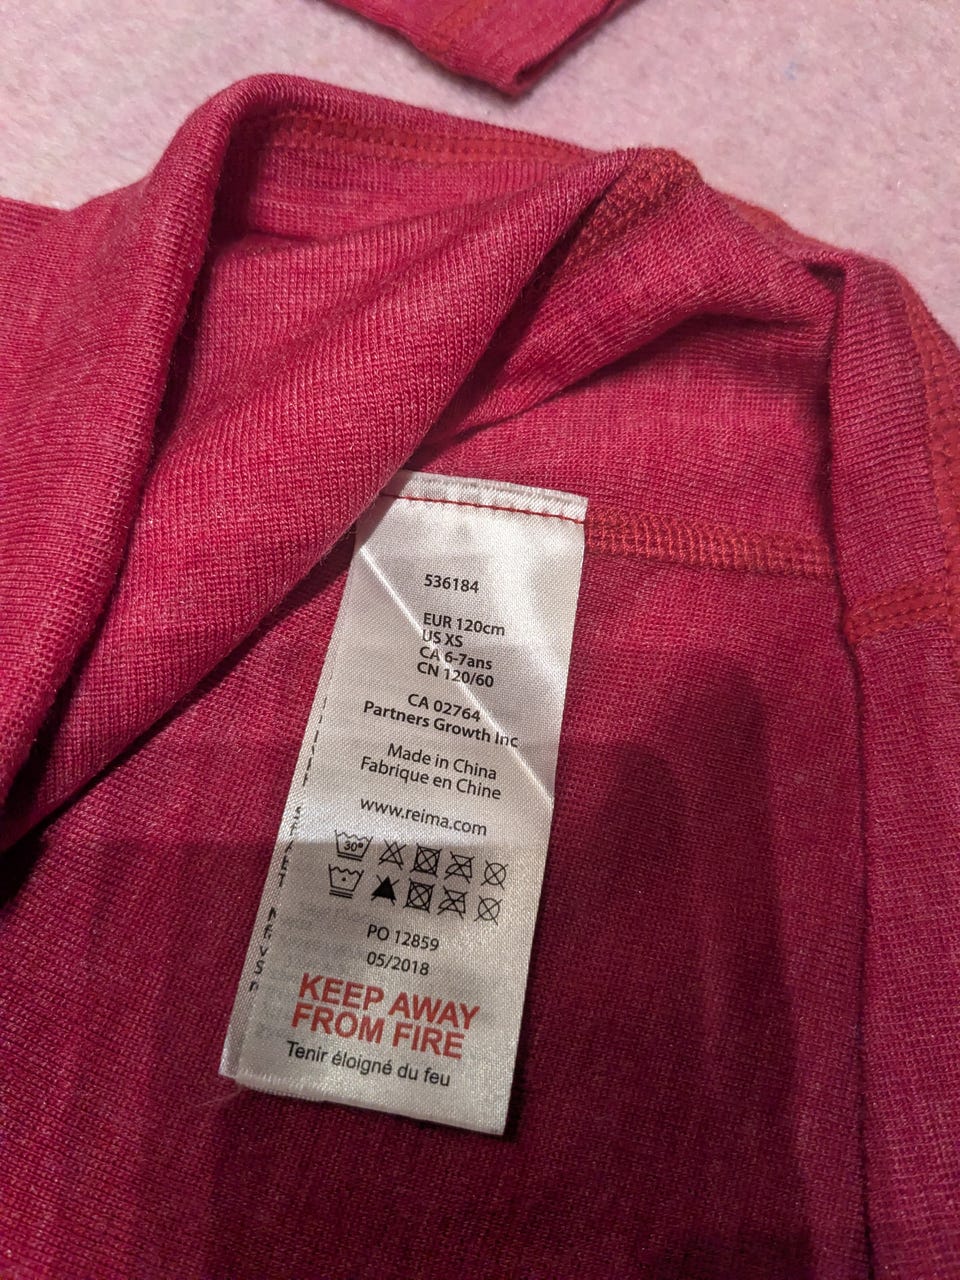 536184
EUR 120cm
US XS
CA 6-7ans
CN 120/60
CA 02764
Partners Growth Inc
Made in China
Fabrique en Chine
www.reima.com
30°
PO 12859
05/2018
KEEP AWAY
FROM FIRE
Tenir éloigné du feu